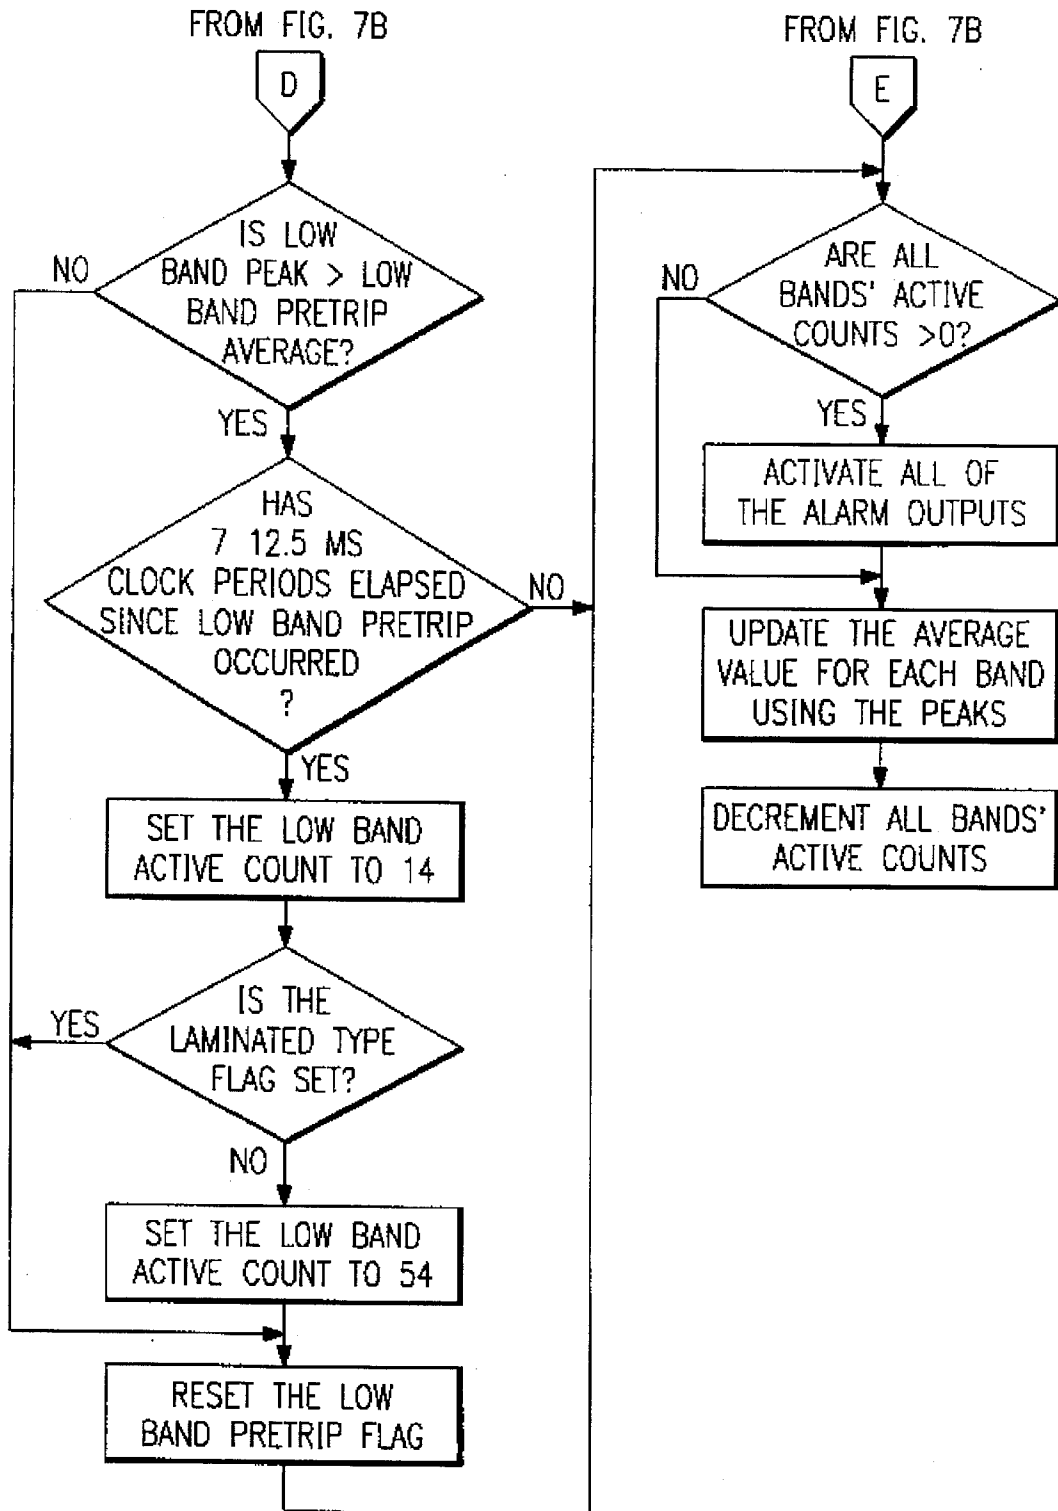 FROM FIG. 7B
D
IS LOW
BAND PEAK > LOW
BAND PRETRIP
AVERAGE?
NO
YES
HAS
7 12.5 MS
CLOCK PERIODS ELAPSED
SINCE LOW BAND PRETRIP
OCCURRED
?
NO
YES
SET THE LOW BAND
ACTIVE COUNT TO 14
IS THE
LAMINATED TYPE
FLAG SET?
YES
NO
SET THE LOW BAND
ACTIVE COUNT TO 54
RESET THE LOW
BAND PRETRIP FLAG
FROM FIG. 7B
E
ARE ALL
BANDS' ACTIVE
COUNTS >0?
NO
YES
ACTIVATE ALL OF
THE ALARM OUTPUTS
UPDATE THE AVERAGE
VALUE FOR EACH BAND
USING THE PEAKS
DECREMENT ALL BANDS'
ACTIVE COUNTS